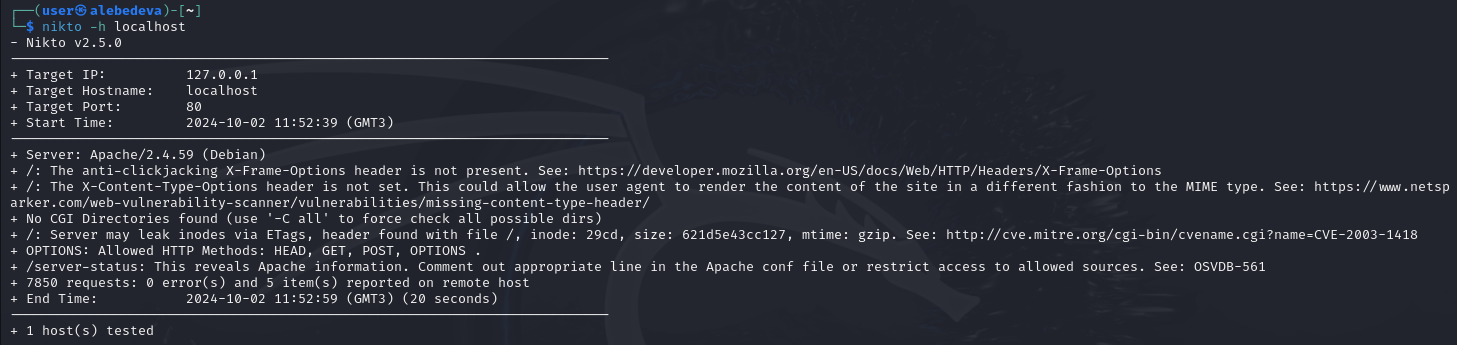 ┌──(user㉿alebedeva)-[~]
└─$ nikto -h localhost
- Nikto v2.5.0
---------------------------------------------------------------------------
+ Target IP:          127.0.0.1
+ Target Hostname:    localhost
+ Target Port:        80
+ Start Time:         2024-10-02 11:52:39 (GMT3)
---------------------------------------------------------------------------
+ Server: Apache/2.4.59 (Debian)
+ /: The anti-clickjacking X-Frame-Options header is not present. See: https://developer.mozilla.org/en-US/docs/Web/HTTP/Headers/X-Frame-Options
+ /: The X-Content-Type-Options header is not set. This could allow the user agent to render the content of the site in a different fashion to the MIME type. See: https://www.netsp
arker.com/web-vulnerability-scanner/vulnerabilities/missing-content-type-header/
+ No CGI Directories found (use '-C all' to force check all possible dirs)
+ /: Server may leak inodes via ETags, header found with file /, inode: 29cd, size: 621d5e43cc127, mtime: gzip. See: http://cve.mitre.org/cgi-bin/cvename.cgi?name=CVE-2003-1418
+ OPTIONS: Allowed HTTP Methods: HEAD, GET, POST, OPTIONS .
+ /server-status: This reveals Apache information. Comment out appropriate line in the Apache conf file or restrict access to allowed sources. See: OSVDB-561
+ 7850 requests: 0 error(s) and 5 item(s) reported on remote host
+ End Time:           2024-10-02 11:52:59 (GMT3) (20 seconds)
---------------------------------------------------------------------------
+ 1 host(s) tested